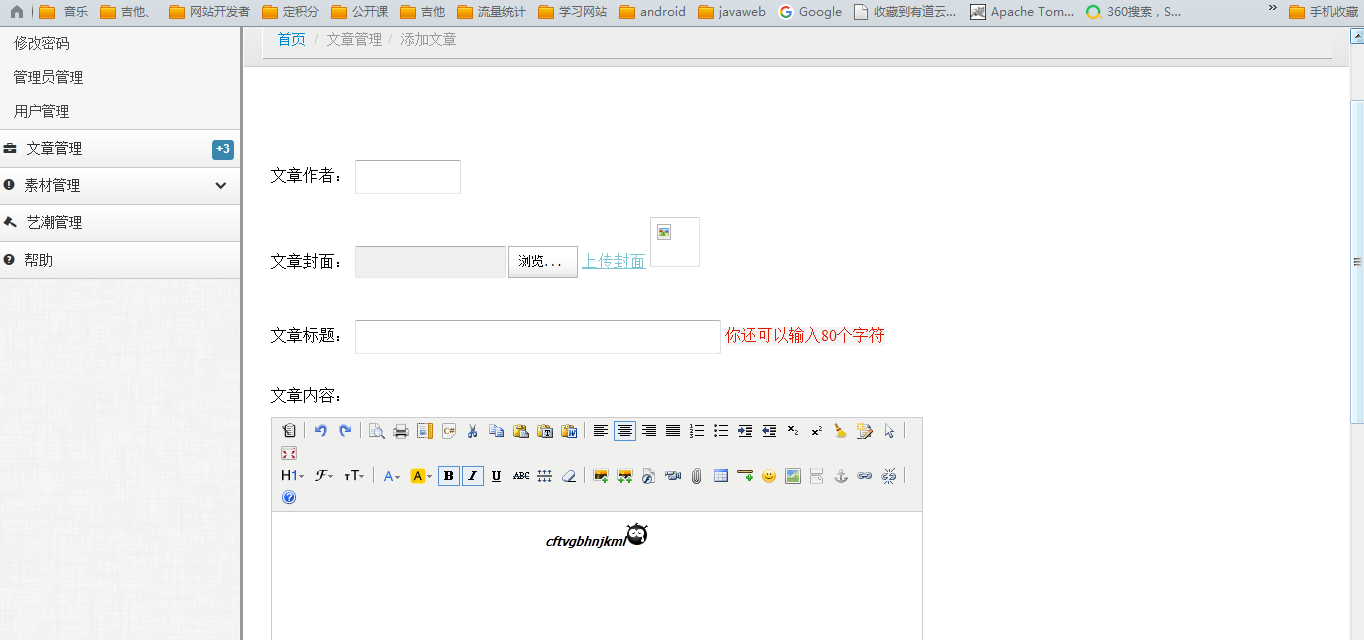 音乐 吉他、 网站开发者 定积分 公开课 吉他 流量统计 学习网站 android javaweb Google 收藏到有道云... Apache Tom... 360搜索，S... » 手机收藏
修改密码
管理员管理
用户管理
文章管理 +3
素材管理
艺潮管理
帮助
首页 / 文章管理 / 添加文章
文章作者：
文章封面： 浏览... 上传封面
文章标题： 你还可以输入80个字符
文章内容：
C# T W x₂ x²
H1 F тT A A B I U ABC
cftvgbhnjkml